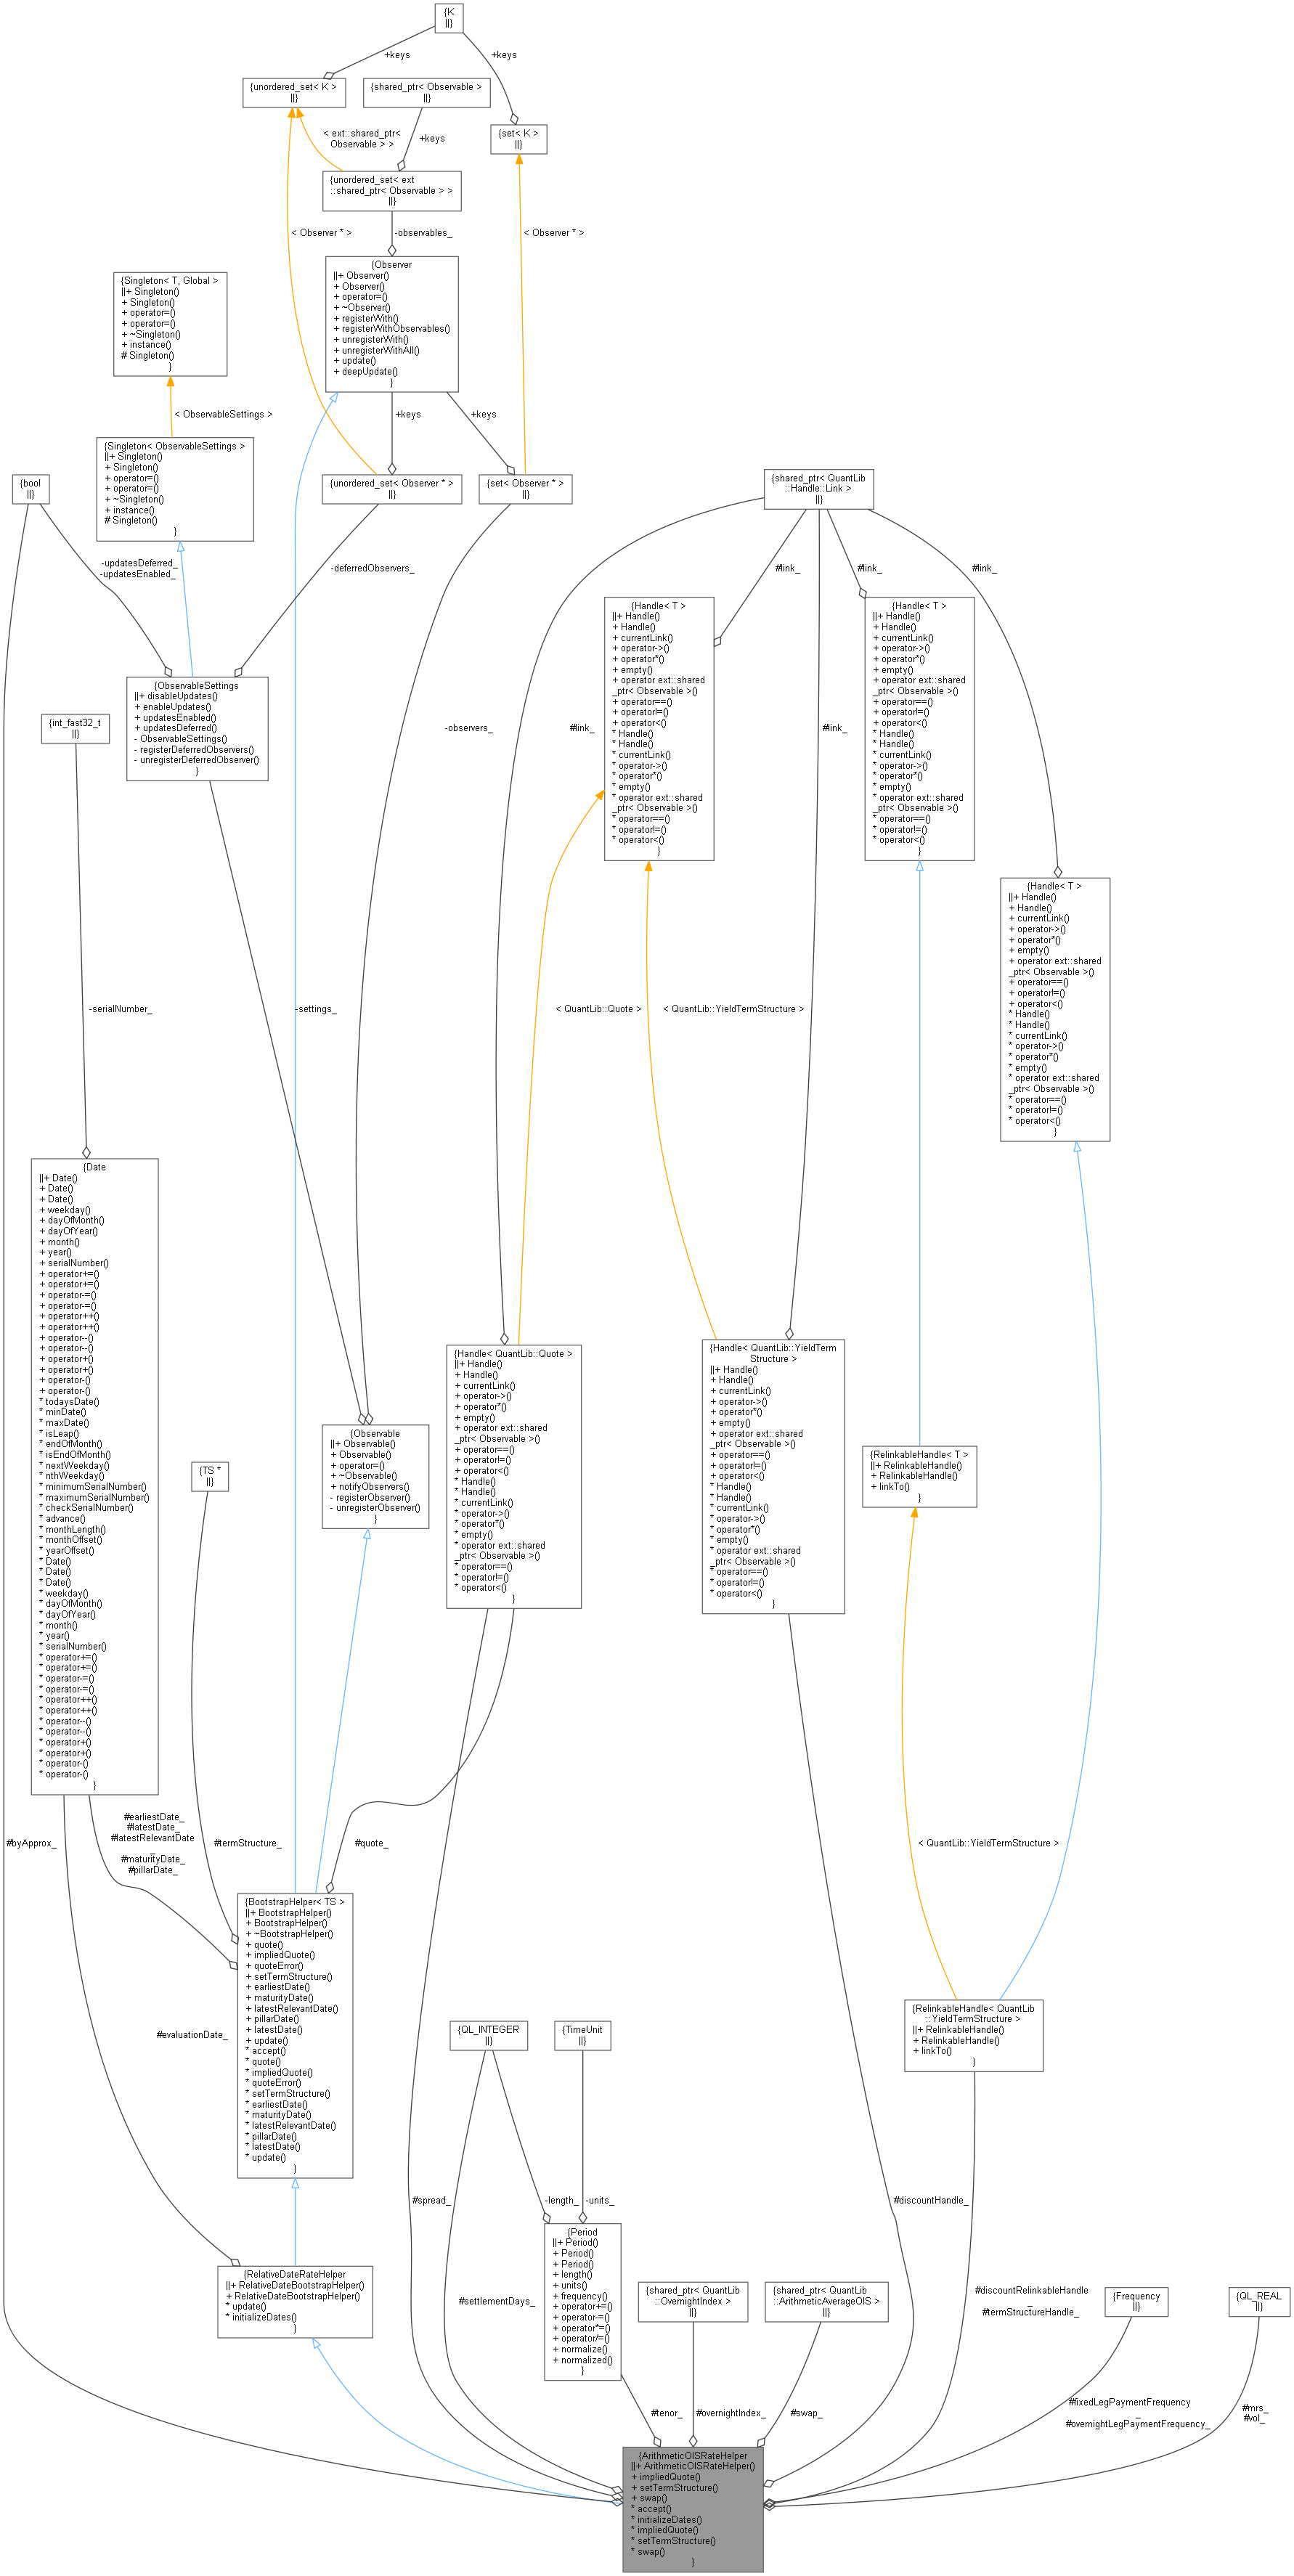 {K
||}
+keys
+keys
{unordered_set< K >
||}
{shared_ptr< Observable >
||}
{set< K >
||}
< ext::shared_ptr<
Observable > >
+keys
{unordered_set< ext
::shared_ptr< Observable > >
||}
< Observer * >
-observables_
< Observer * >
{Observer
||+ Observer()
+ Observer()
+ operator=()
+ ~Observer()
+ registerWith()
+ registerWithObservables()
+ unregisterWith()
+ unregisterWithAll()
+ update()
+ deepUpdate()
}
{Singleton< T, Global >
||+ Singleton()
+ Singleton()
+ operator=()
+ operator=()
+ ~Singleton()
+ instance()
# Singleton()
}
< ObservableSettings >
+keys
+keys
{Singleton< ObservableSettings >
||+ Singleton()
+ Singleton()
+ operator=()
+ operator=()
+ ~Singleton()
+ instance()
# Singleton()
}
{bool
||}
{unordered_set< Observer * >
||}
{set< Observer * >
||}
{shared_ptr< QuantLib
::Handle::Link >
||}
-updatesDeferred_
-updatesEnabled_
-deferredObservers_
#link_
#link_
#link_
{Handle< T >
||+ Handle()
+ Handle()
+ currentLink()
+ operator->()
+ operator*()
+ empty()
+ operator ext::shared
_ptr< Observable >()
+ operator==()
+ operator!=()
+ operator<()
* Handle()
* Handle()
* currentLink()
* operator->()
* operator*()
* empty()
* operator ext::shared
_ptr< Observable >()
* operator==()
* operator!=()
* operator<()
}
{Handle< T >
||+ Handle()
+ Handle()
+ currentLink()
+ operator->()
+ operator*()
+ empty()
+ operator ext::shared
_ptr< Observable >()
+ operator==()
+ operator!=()
+ operator<()
* Handle()
* Handle()
* currentLink()
* operator->()
* operator*()
* empty()
* operator ext::shared
_ptr< Observable >()
* operator==()
* operator!=()
* operator<()
}
{ObservableSettings
||+ disableUpdates()
+ enableUpdates()
+ updatesEnabled()
+ updatesDeferred()
- ObservableSettings()
- registerDeferredObservers()
- unregisterDeferredObserver()
}
{int_fast32_t
||}
-observers_
#link_
#link_
{Handle< T >
||+ Handle()
+ Handle()
+ currentLink()
+ operator->()
+ operator*()
+ empty()
+ operator ext::shared
_ptr< Observable >()
+ operator==()
+ operator!=()
+ operator<()
* Handle()
* Handle()
* currentLink()
* operator->()
* operator*()
* empty()
* operator ext::shared
_ptr< Observable >()
* operator==()
* operator!=()
* operator<()
}
-serialNumber_
-settings_
< QuantLib::Quote >
< QuantLib::YieldTermStructure >
{Date
||+ Date()
+ Date()
+ Date()
+ weekday()
+ dayOfMonth()
+ dayOfYear()
+ month()
+ year()
+ serialNumber()
+ operator+=()
+ operator+=()
+ operator-=()
+ operator-=()
+ operator++()
+ operator++()
+ operator--()
+ operator--()
+ operator+()
+ operator+()
+ operator-()
+ operator-()
* todaysDate()
* minDate()
* maxDate()
* isLeap()
* endOfMonth()
* isEndOfMonth()
* nextWeekday()
* nthWeekday()
* minimumSerialNumber()
* maximumSerialNumber()
* checkSerialNumber()
* advance()
* monthLength()
* monthOffset()
* yearOffset()
* Date()
* Date()
* Date()
* weekday()
* dayOfMonth()
* dayOfYear()
* month()
* year()
* serialNumber()
* operator+=()
* operator+=()
* operator-=()
* operator-=()
* operator++()
* operator++()
* operator--()
* operator--()
* operator+()
* operator+()
* operator-()
* operator-()
}
{Handle< QuantLib::Quote >
||+ Handle()
+ Handle()
+ currentLink()
+ operator->()
+ operator*()
+ empty()
+ operator ext::shared
_ptr< Observable >()
+ operator==()
+ operator!=()
+ operator<()
* Handle()
* Handle()
* currentLink()
* operator->()
* operator*()
* empty()
* operator ext::shared
_ptr< Observable >()
* operator==()
* operator!=()
* operator<()
}
{Handle< QuantLib::YieldTerm
Structure >
||+ Handle()
+ Handle()
+ currentLink()
+ operator->()
+ operator*()
+ empty()
+ operator ext::shared
_ptr< Observable >()
+ operator==()
+ operator!=()
+ operator<()
* Handle()
* Handle()
* currentLink()
* operator->()
* operator*()
* empty()
* operator ext::shared
_ptr< Observable >()
* operator==()
* operator!=()
* operator<()
}
{TS *
||}
{Observable
||+ Observable()
+ Observable()
+ operator=()
+ ~Observable()
+ notifyObservers()
- registerObserver()
- unregisterObserver()
}
{RelinkableHandle< T >
||+ RelinkableHandle()
+ RelinkableHandle()
+ linkTo()
}
#byApprox_
#earliestDate_
#latestDate_
#latestRelevantDate
_
#maturityDate_
#pillarDate_
#termStructure_
#quote_
< QuantLib::YieldTermStructure >
{BootstrapHelper< TS >
||+ BootstrapHelper()
+ BootstrapHelper()
+ ~BootstrapHelper()
+ quote()
+ impliedQuote()
+ quoteError()
+ setTermStructure()
+ earliestDate()
+ maturityDate()
+ latestRelevantDate()
+ pillarDate()
+ latestDate()
+ update()
* accept()
* quote()
* impliedQuote()
* quoteError()
* setTermStructure()
* earliestDate()
* maturityDate()
* latestRelevantDate()
* pillarDate()
* latestDate()
* update()
}
#evaluationDate_
{QL_INTEGER
||}
{TimeUnit
||}
{RelinkableHandle< QuantLib
::YieldTermStructure >
||+ RelinkableHandle()
+ RelinkableHandle()
+ linkTo()
}
#spread_
-length_
-units_
#discountHandle_
{RelativeDateRateHelper
||+ RelativeDateBootstrapHelper()
+ RelativeDateBootstrapHelper()
* update()
* initializeDates()
}
#settlementDays_
{Period
||+ Period()
+ Period()
+ Period()
+ length()
+ units()
+ frequency()
+ operator+=()
+ operator-=()
+ operator*=()
+ operator/=()
+ normalize()
+ normalized()
}
{shared_ptr< QuantLib
::OvernightIndex >
||}
{shared_ptr< QuantLib
::ArithmeticAverageOIS >
||}
#discountRelinkableHandle
_
#termStructureHandle_
{Frequency
||}
{QL_REAL
||}
#tenor_
#overnightIndex_
#swap_
#fixedLegPaymentFrequency
_
#overnightLegPaymentFrequency_
#mrs_
#vol_
{ArithmeticOISRateHelper
||+ ArithmeticOISRateHelper()
+ impliedQuote()
+ setTermStructure()
+ swap()
* accept()
* initializeDates()
* impliedQuote()
* setTermStructure()
* swap()
}